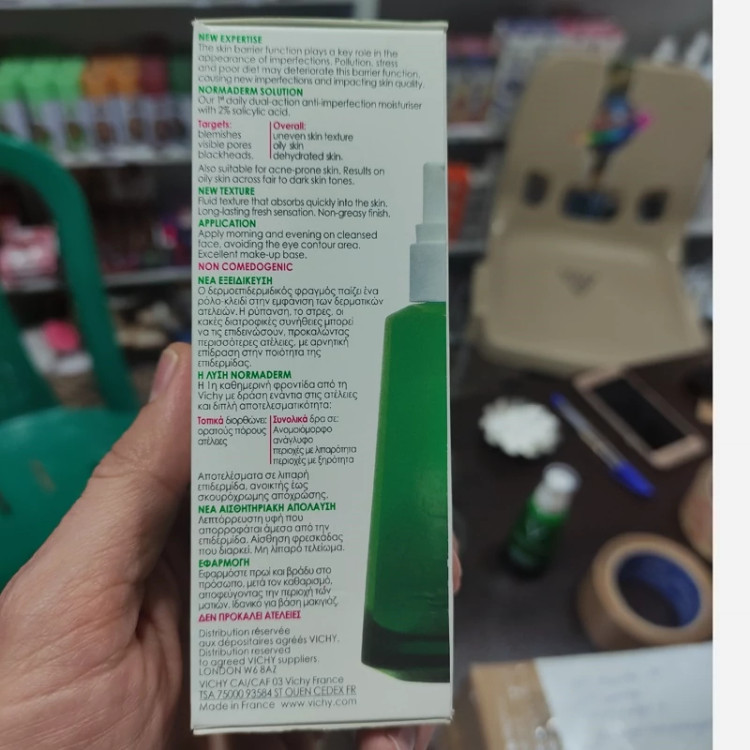 NEW EXPERTISE
The skin barrier function plays a key role in the
appearance of imperfections. Pollution, stress
and poor diet may deteriorate this barrier function,
causing new imperfections and impacting skin quality.
NORMADERM SOLUTION
Our 1st daily dual-action anti-imperfection moisturiser
with 2% salicylic acid.
Targets:
blemishes
visible pores
blackheads.
Overall:
uneven skin texture
oily skin
dehydrated skin.
Also suitable for acne-prone skin. Results on
oily skin across fair to dark skin tones.
NEW TEXTURE
Fluid texture that absorbs quickly into the skin.
Long-lasting fresh sensation. Non-greasy finish.
APPLICATION
Apply morning and evening on cleansed
face, avoiding the eye contour area.
Excellent make-up base.
NON COMEDOGENIC
ΝΕΑ ΕΞΕΙΔΙΚΕΥΣΗ
Ο δερμοεπιδερμιδικός φραγμός παίζει ένα
ρόλο-κλειδί στην εμφάνιση των δερματικών
ατελειών. Η ρύπανση, το στρες, οι
κακές διατροφικές συνήθειες μπορεί
να τις επιδεινώσουν, προκαλώντας
περισσότερες ατέλειες, με αρνητική
επίδραση στην ποιότητα της
επιδερμίδας.
Η ΛΥΣΗ NORMADERM
Η 1η καθημερινή φροντίδα από τη
Vichy με δράση ενάντια στις ατέλειες
και διπλή αποτελεσματικότητα:
Τοπικά διορθώνει
ορατούς πόρους
ατέλειες
Συνολικά δρα σε:
Ανομοιόμορφο
ανάγλυφο
περιοχές με λιπαρότητα
περιοχές με ξηρότητα
Αποτελέσματα σε λιπαρή
επιδερμίδα, ανοικτής έως
σκουρόχρωμης απόχρωσης.
ΝΕΑ ΑΙΣΘΗΤΗΡΙΑΚΗ ΑΠΟΛΑΥΣΗ
Λεπτόρρευστη υφή που
απορροφάται άμεσα από την
επιδερμίδα. Αίσθηση φρεσκάδας
που διαρκεί. Μη λιπαρό τελείωμα.
ΕΦΑΡΜΟΓΗ
Εφαρμόστε πρωί και βράδυ στο
πρόσωπο, μετά τον καθαρισμό,
αποφεύγοντας την περιοχή των
ματιών. Ιδανικό για βάση μακιγιάζ.
ΔΕΝ ΠΡΟΚΑΛΕΙ ΑΤΕΛΕΙΕΣ
Distribution réservée
aux dépositaires agréés VICHY.
Distribution reserved
to agreed VICHY suppliers.
LONDON W6 8AZ
VICHY CAI/CAF 03 Vichy France
TSA 75000 93584 ST OUEN CEDEX FR
Made in France www.vichy.com